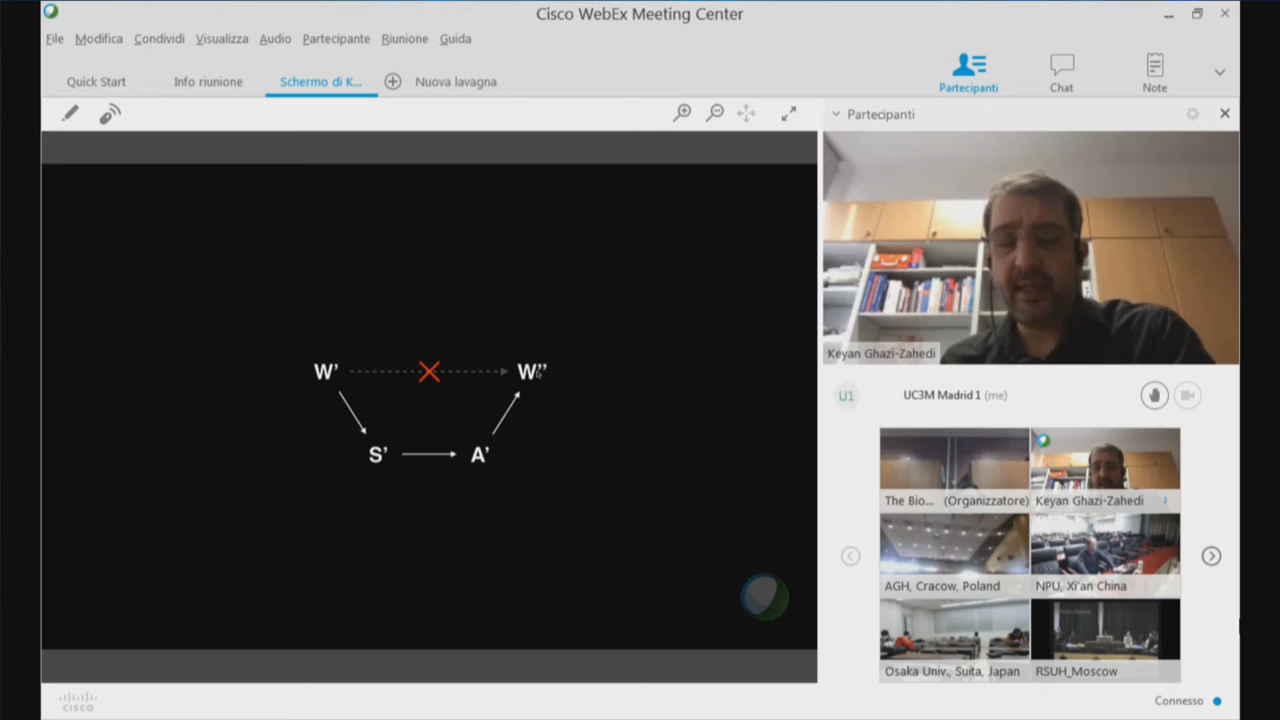 Cisco WebEx Meeting Center
File Modifica Condividi Visualizza Audio Partecipante Riunione Guida
Quick Start Info riunione Schermo di K... Nuova lavagna
Partecipanti Chat Note
Partecipanti
W' W"
S' A'
Keyan Ghazi-Zahedi
U1 UC3M Madrid 1 (me)
The Bio... (Organizzatore) Keyan Ghazi-Zahedi
AGH, Cracow, Poland NPU, Xi'an China
Osaka Univ., Suita, Japan RSUH_Moscow
CISCO
Connesso